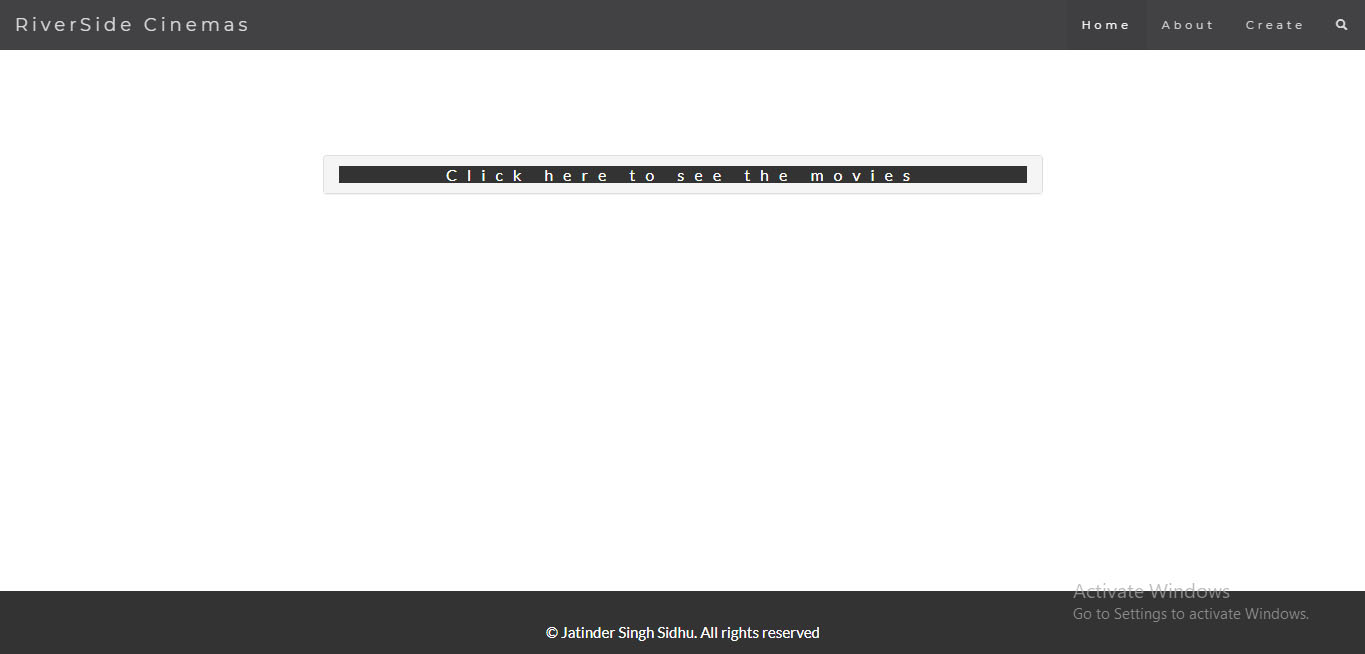 RiverSide Cinemas
Home About Create
Click here to see the movies
Activate Windows
Go to Settings to activate Windows.
© Jatinder Singh Sidhu. All rights reserved